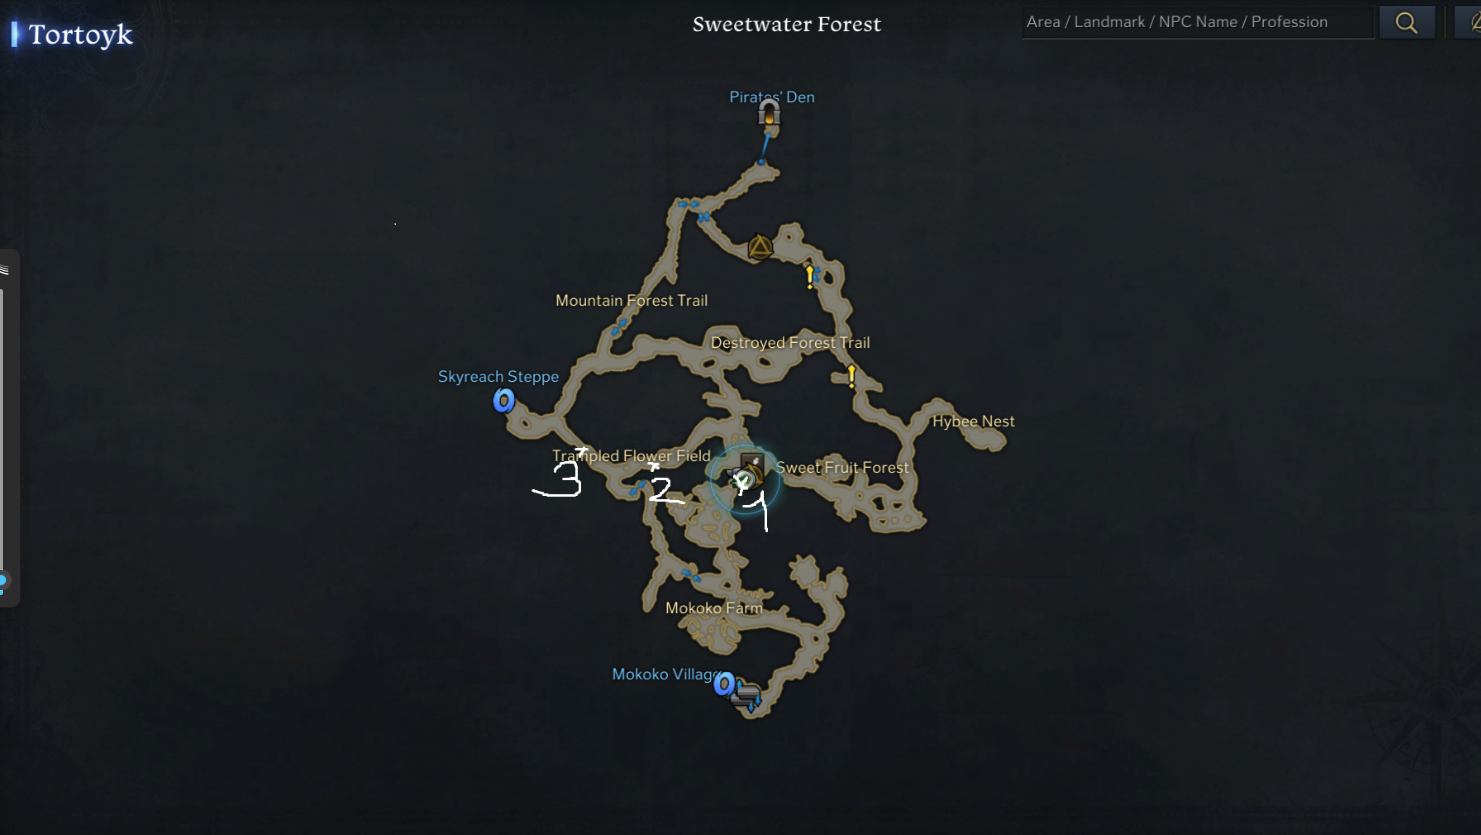 Tortoyk
Sweetwater Forest
Area / Landmark / NPC Name / Profession
Pirates' Den
Mountain Forest Trail
Destroyed Forest Trail
Skyreach Steppe
Hybee Nest
Trampled Flower Field
Sweet Fruit Forest
3
2
1
Mokoko Farm
Mokoko Village